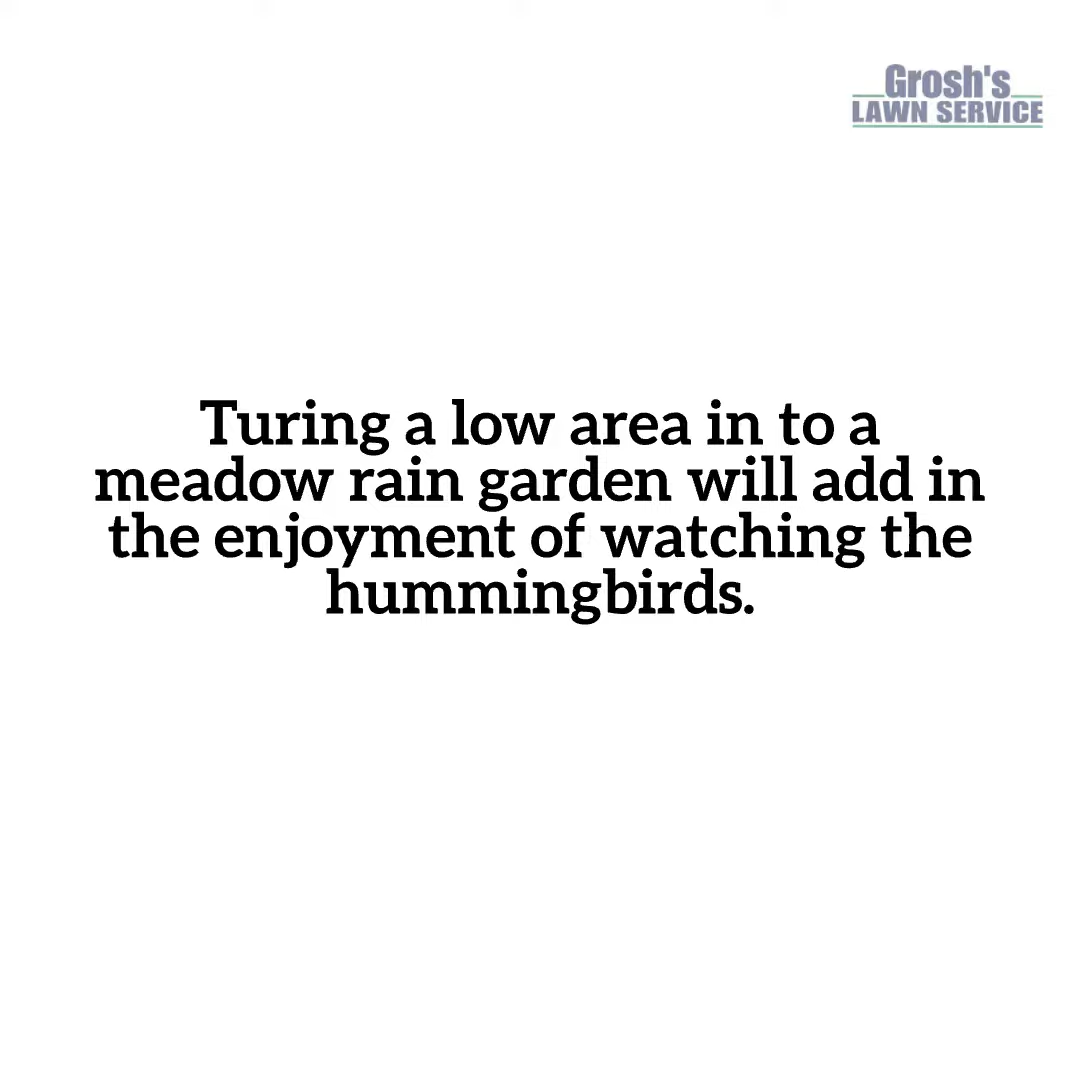 Grosh's
LAWN SERVICE
Turing a low area in to a
meadow rain garden will add in
the enjoyment of watching the
hummingbirds.